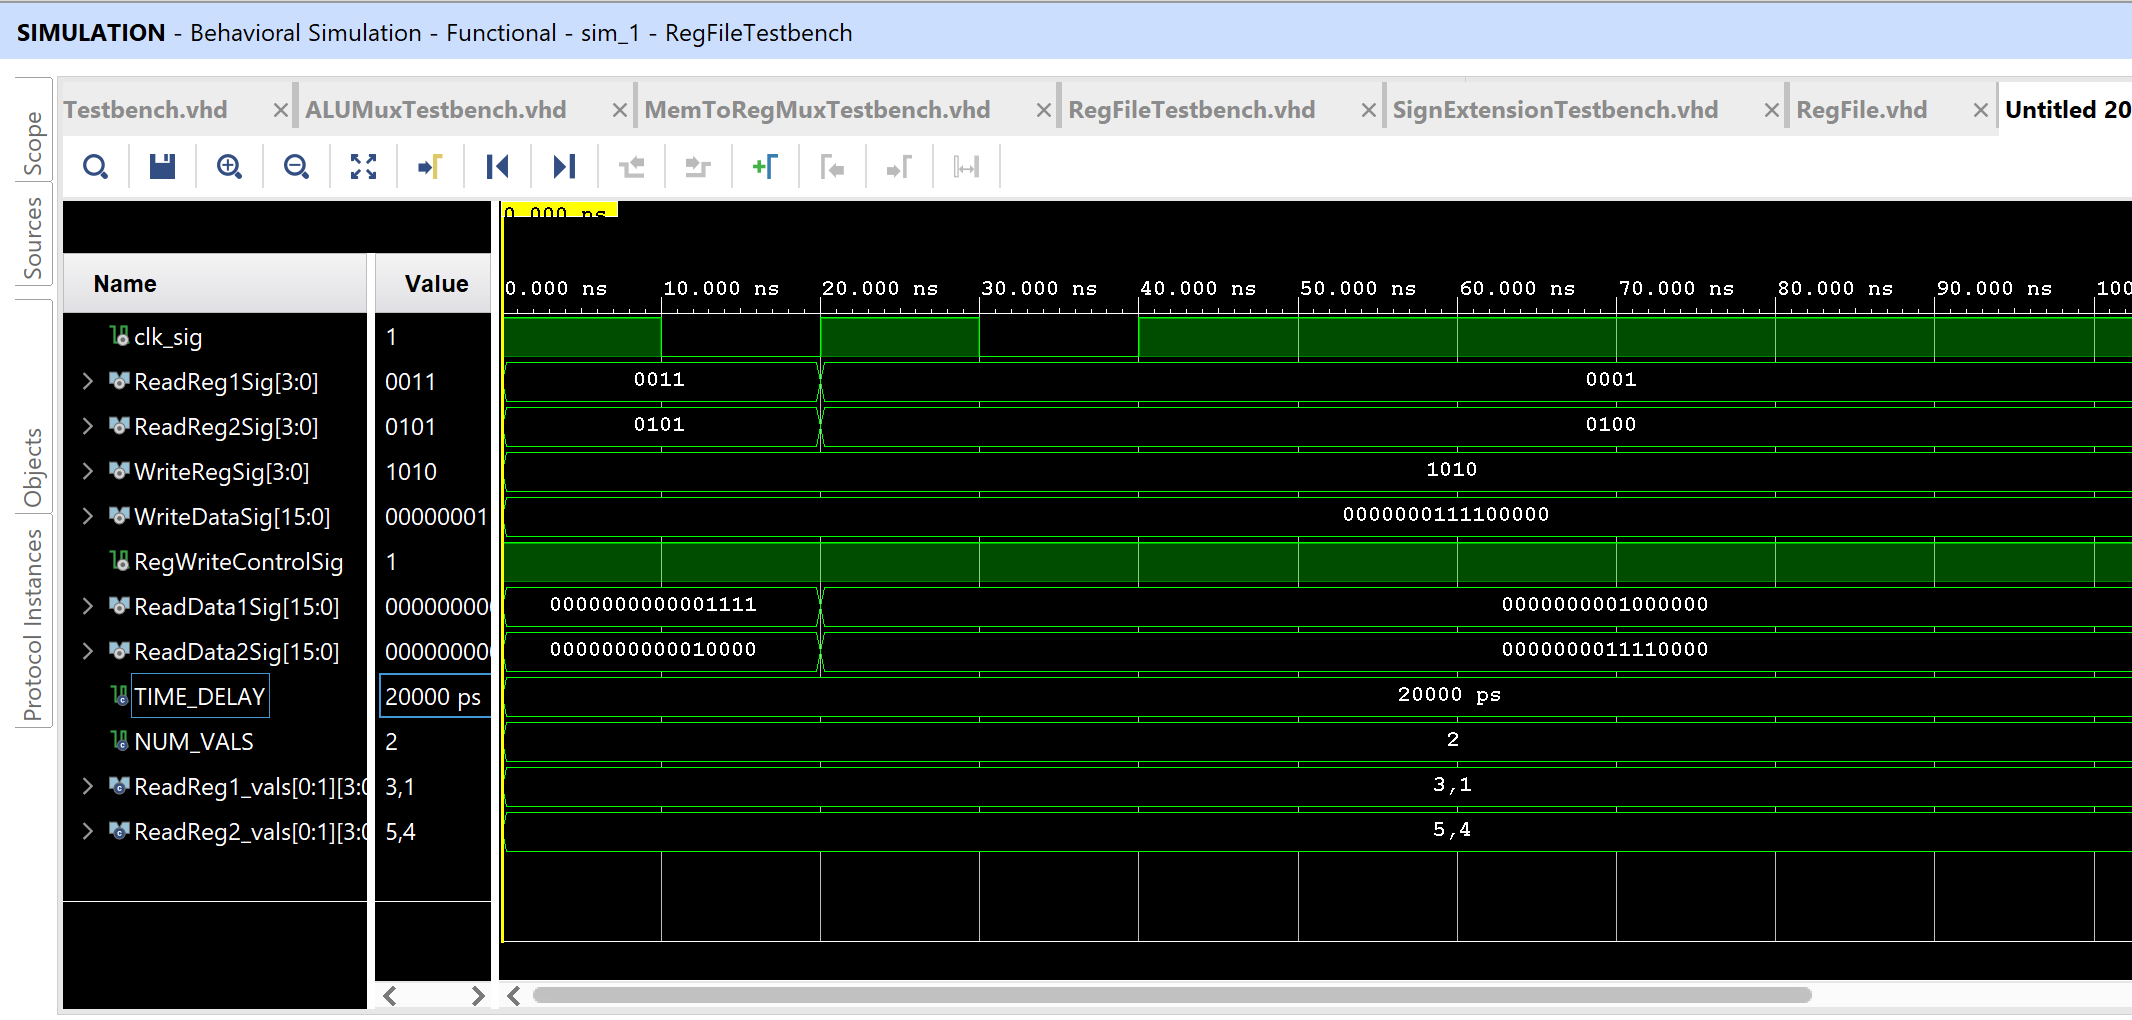 SIMULATION - Behavioral Simulation - Functional - sim_1 - RegFileTestbench
Scope
Sources
Objects
Protocol Instances
Testbench.vhd
ALUMuxTestbench.vhd
MemToRegMuxTestbench.vhd
RegFileTestbench.vhd
SignExtensionTestbench.vhd
RegFile.vhd
Untitled 20
0.000 ns
Name Value
0.000 ns 10.000 ns 20.000 ns 30.000 ns 40.000 ns 50.000 ns 60.000 ns 70.000 ns 80.000 ns 90.000 ns 100
clk_sig 1
ReadReg1Sig[3:0] 0011 0011 0001
ReadReg2Sig[3:0] 0101 0101 0100
WriteRegSig[3:0] 1010 1010
WriteDataSig[15:0] 00000001 0000000111100000
RegWriteControlSig 1
ReadData1Sig[15:0] 000000000 0000000000001111 0000000001000000
ReadData2Sig[15:0] 000000000 0000000000010000 0000000011110000
TIME_DELAY 20000 ps 20000 ps
NUM_VALS 2 2
ReadReg1_vals[0:1][3:0 3,1 3,1
ReadReg2_vals[0:1][3:0 5,4 5,4